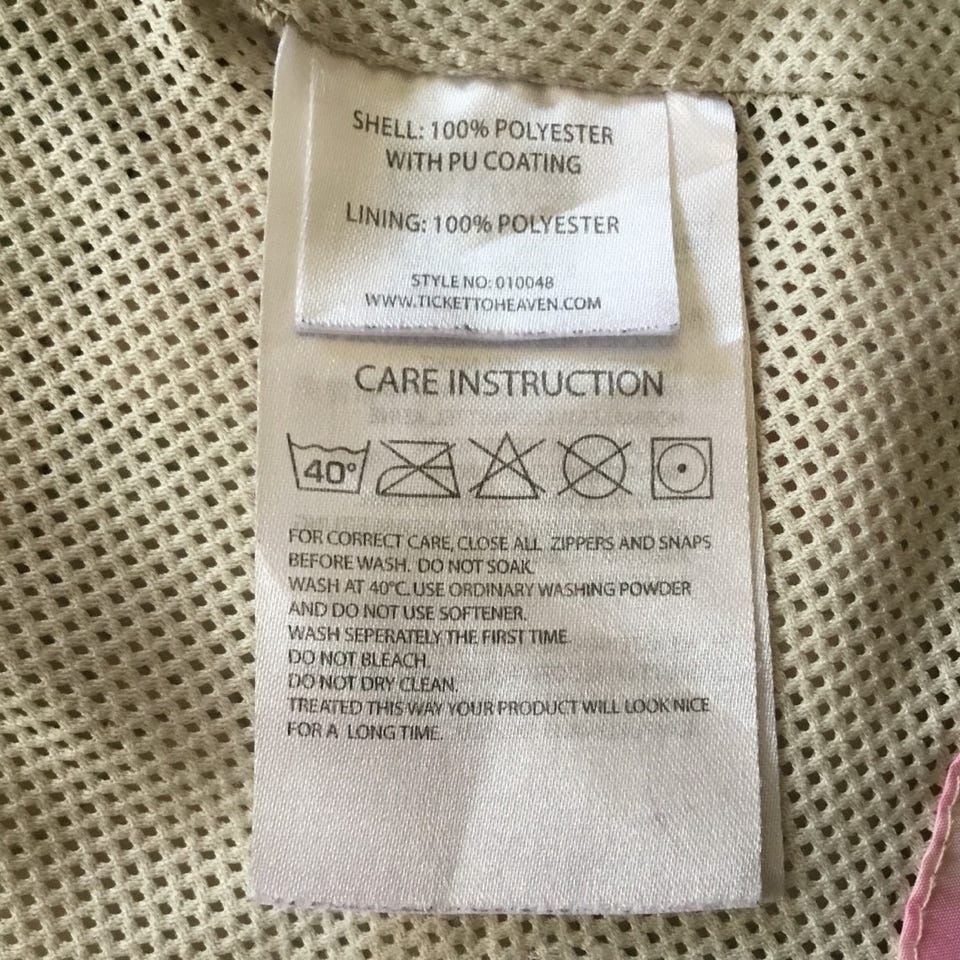 SHELL: 100% POLYESTER
WITH PU COATING
LINING: 100% POLYESTER
STYLE NO: 010048
WWW.TICKETTOHEAVEN.COM
CARE INSTRUCTION
40°
FOR CORRECT CARE, CLOSE ALL ZIPPERS AND SNAPS
BEFORE WASH. DO NOT SOAK.
WASH AT 40°C. USE ORDINARY WASHING POWDER
AND DO NOT USE SOFTENER.
WASH SEPERATELY THE FIRST TIME.
DO NOT BLEACH.
DO NOT DRY CLEAN.
TREATED THIS WAY YOUR PRODUCT WILL LOOK NICE
FOR A LONG TIME.